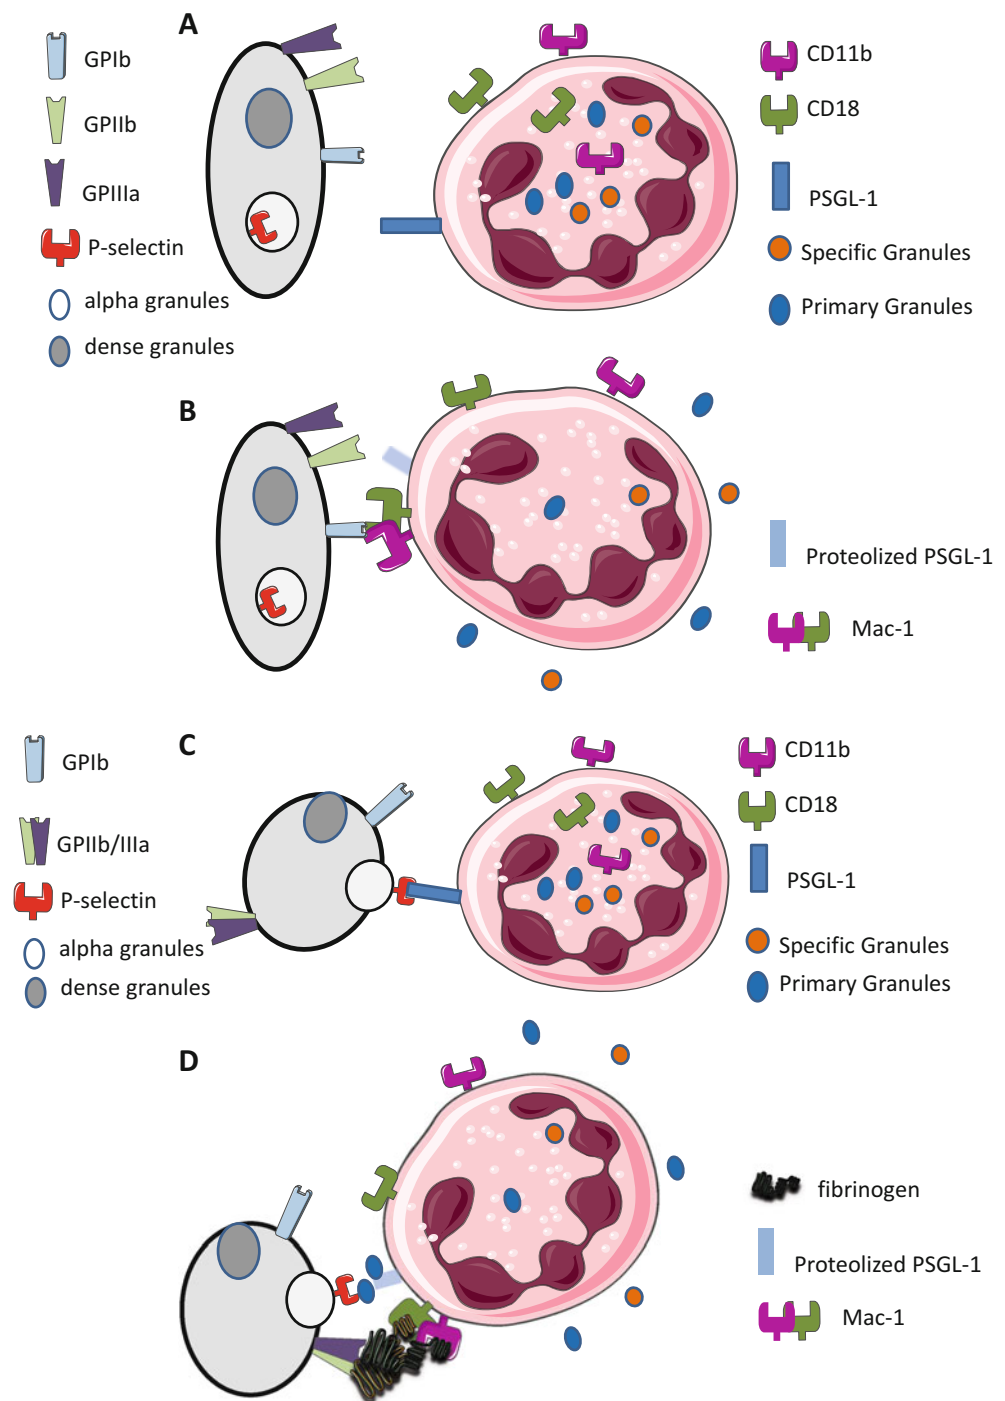 A
GPIb
GPIIb
GPIIIa
P-selectin
alpha granules
dense granules
CD11b
CD18
PSGL-1
Specific Granules
Primary Granules
B
Proteolized PSGL-1
Mac-1
C
GPIb
GPIIb/IIIa
P-selectin
alpha granules
dense granules
CD11b
CD18
PSGL-1
Specific Granules
Primary Granules
D
fibrinogen
Proteolized PSGL-1
Mac-1